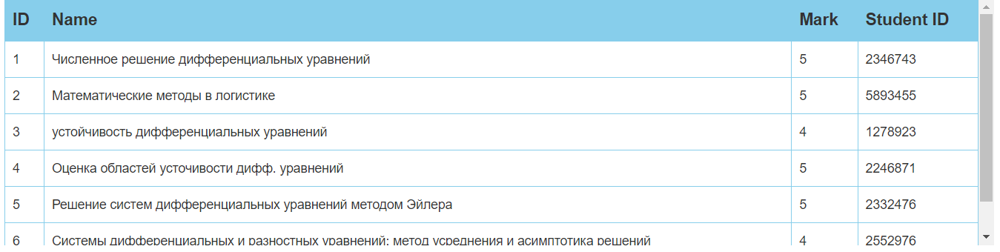 ID Name Mark Student ID
1 Численное решение дифференциальных уравнений 5 2346743
2 Математические методы в логистике 5 5893455
3 устойчивость дифференциальных уравнений 4 1278923
4 Оценка областей усточивости дифф. уравнений 5 2246871
5 Решение систем дифференциальных уравнений методом Эйлера 5 2332476
6 Системы дифференциальных и разностных уравнений: метод усреднения и асимптотика решений 4 2552976